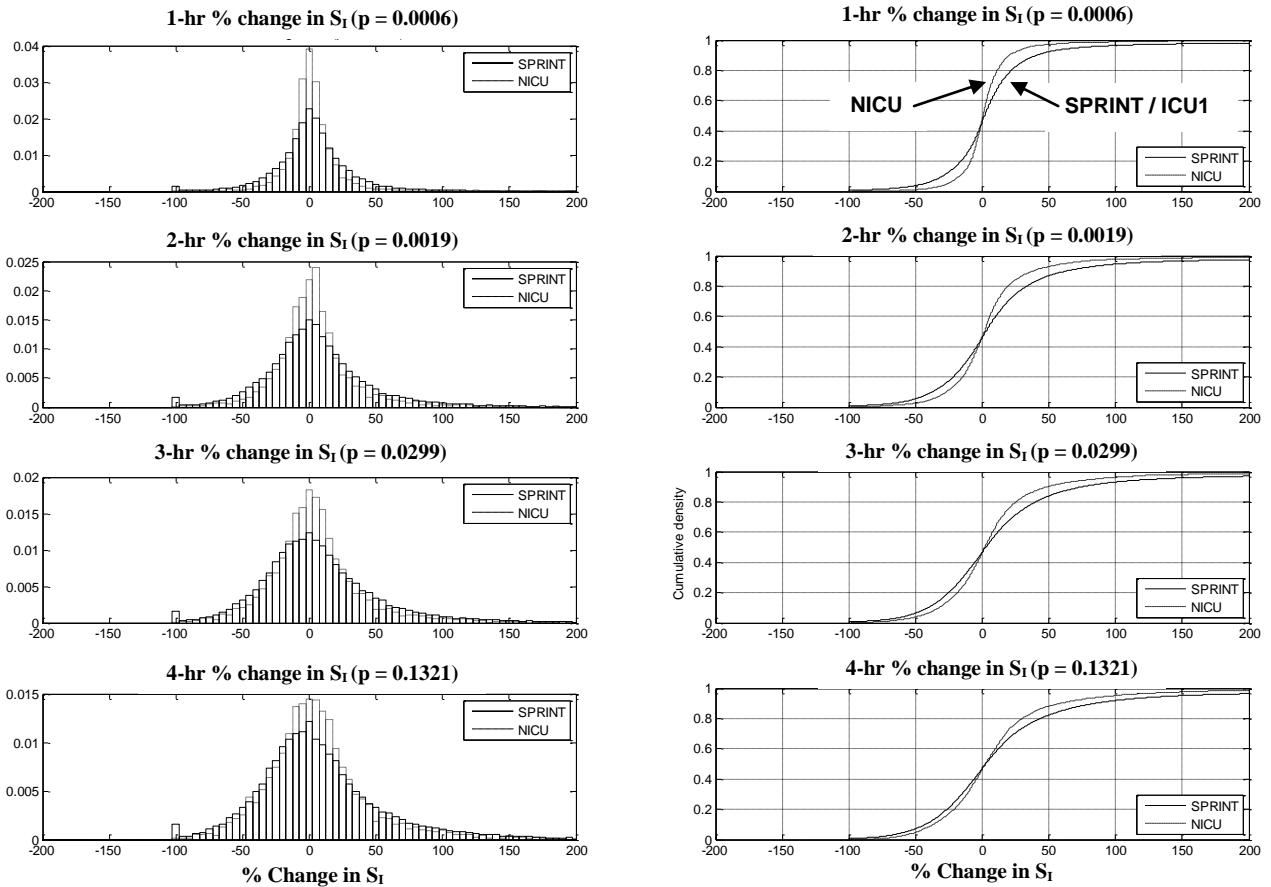 1-hr % change in SI (p = 0.0006)
0.04
0.03
0.02
0.01
0
-200 -150 -100 -50 0 50 100 150 200
SPRINT
NICU
2-hr % change in SI (p = 0.0019)
0.025
0.02
0.015
0.01
0.005
0
-200 -150 -100 -50 0 50 100 150 200
SPRINT
NICU
3-hr % change in SI (p = 0.0299)
0.02
0.015
0.01
0.005
0
-200 -150 -100 -50 0 50 100 150 200
SPRINT
NICU
4-hr % change in SI (p = 0.1321)
0.015
0.01
0.005
0
-200 -150 -100 -50 0 50 100 150 200
SPRINT
NICU
% Change in SI
1-hr % change in SI (p = 0.0006)
1
0.8
0.6
0.4
0.2
0
-200 -150 -100 -50 0 50 100 150 200
NICU
SPRINT / ICU1
SPRINT
NICU
2-hr % change in SI (p = 0.0019)
1
0.8
0.6
0.4
0.2
0
-200 -150 -100 -50 0 50 100 150 200
SPRINT
NICU
3-hr % change in SI (p = 0.0299)
Cumulative density
1
0.8
0.6
0.4
0.2
0
-200 -150 -100 -50 0 50 100 150 200
SPRINT
NICU
4-hr % change in SI (p = 0.1321)
1
0.8
0.6
0.4
0.2
0
-200 -150 -100 -50 0 50 100 150 200
SPRINT
NICU
% Change in SI